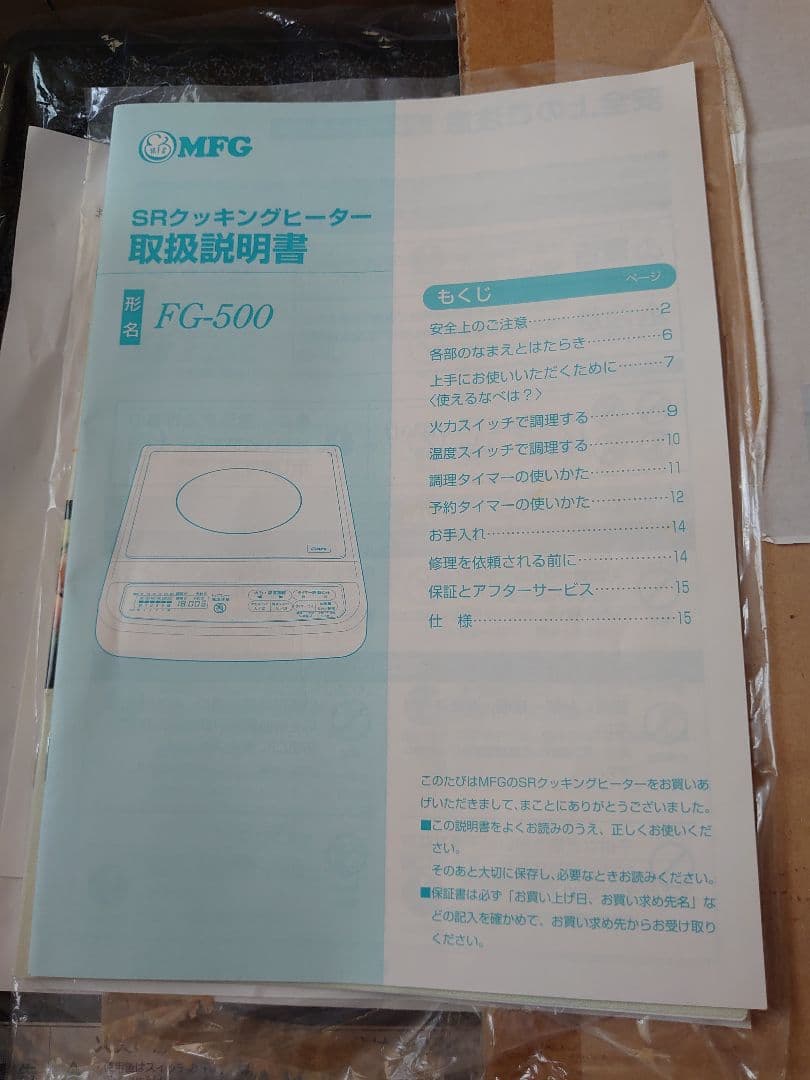 MFG
SRクッキングヒーター
取扱説明書
形名 FG-500
もくじ ページ
安全上のご注意……………………2
各部のなまえとはたらき……………6
上手にお使いいただくために………7
〈使えるなべは？〉
火力スイッチで調理する……………9
温度スイッチで調理する……………10
調理タイマーの使いかた……………11
予約タイマーの使いかた……………12
お手入れ……………………………14
修理を依頼される前に………………14
保証とアフターサービス……………15
仕　様………………………………15
このたびはMFGのSRクッキングヒーターをお買いあ
げいただきまして、まことにありがとうございました。
■この説明書をよくお読みのうえ、正しくお使いくだ
さい。
そのあと大切に保存し、必要なときお読みください。
■保証書は必ず「お買い上げ日、お買い求め先名」な
どの記入を確かめて、お買い求め先からお受け取り
ください。